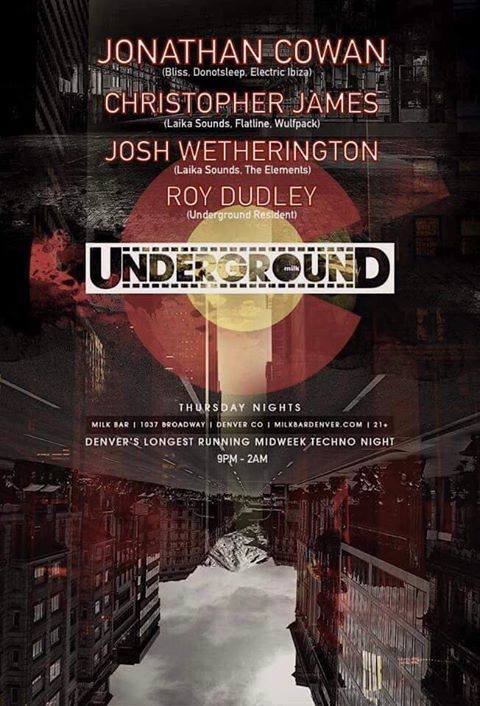 JONATHAN COWAN
(Bliss, Donotsleep, Electric Ibiza)
CHRISTOPHER JAMES
(Laika Sounds, Flatline, Wulfpack)
JOSH WETHERINGTON
(Laika Sounds, The Elements)
ROY DUDLEY
(Underground Resident)
UNDERGROUND
milk
THURSDAY NIGHTS
MILK BAR | 1037 BROADWAY | DENVER CO | MILKBARDENVER.COM | 21+
DENVER'S LONGEST RUNNING MIDWEEK TECHNO NIGHT
9PM - 2AM